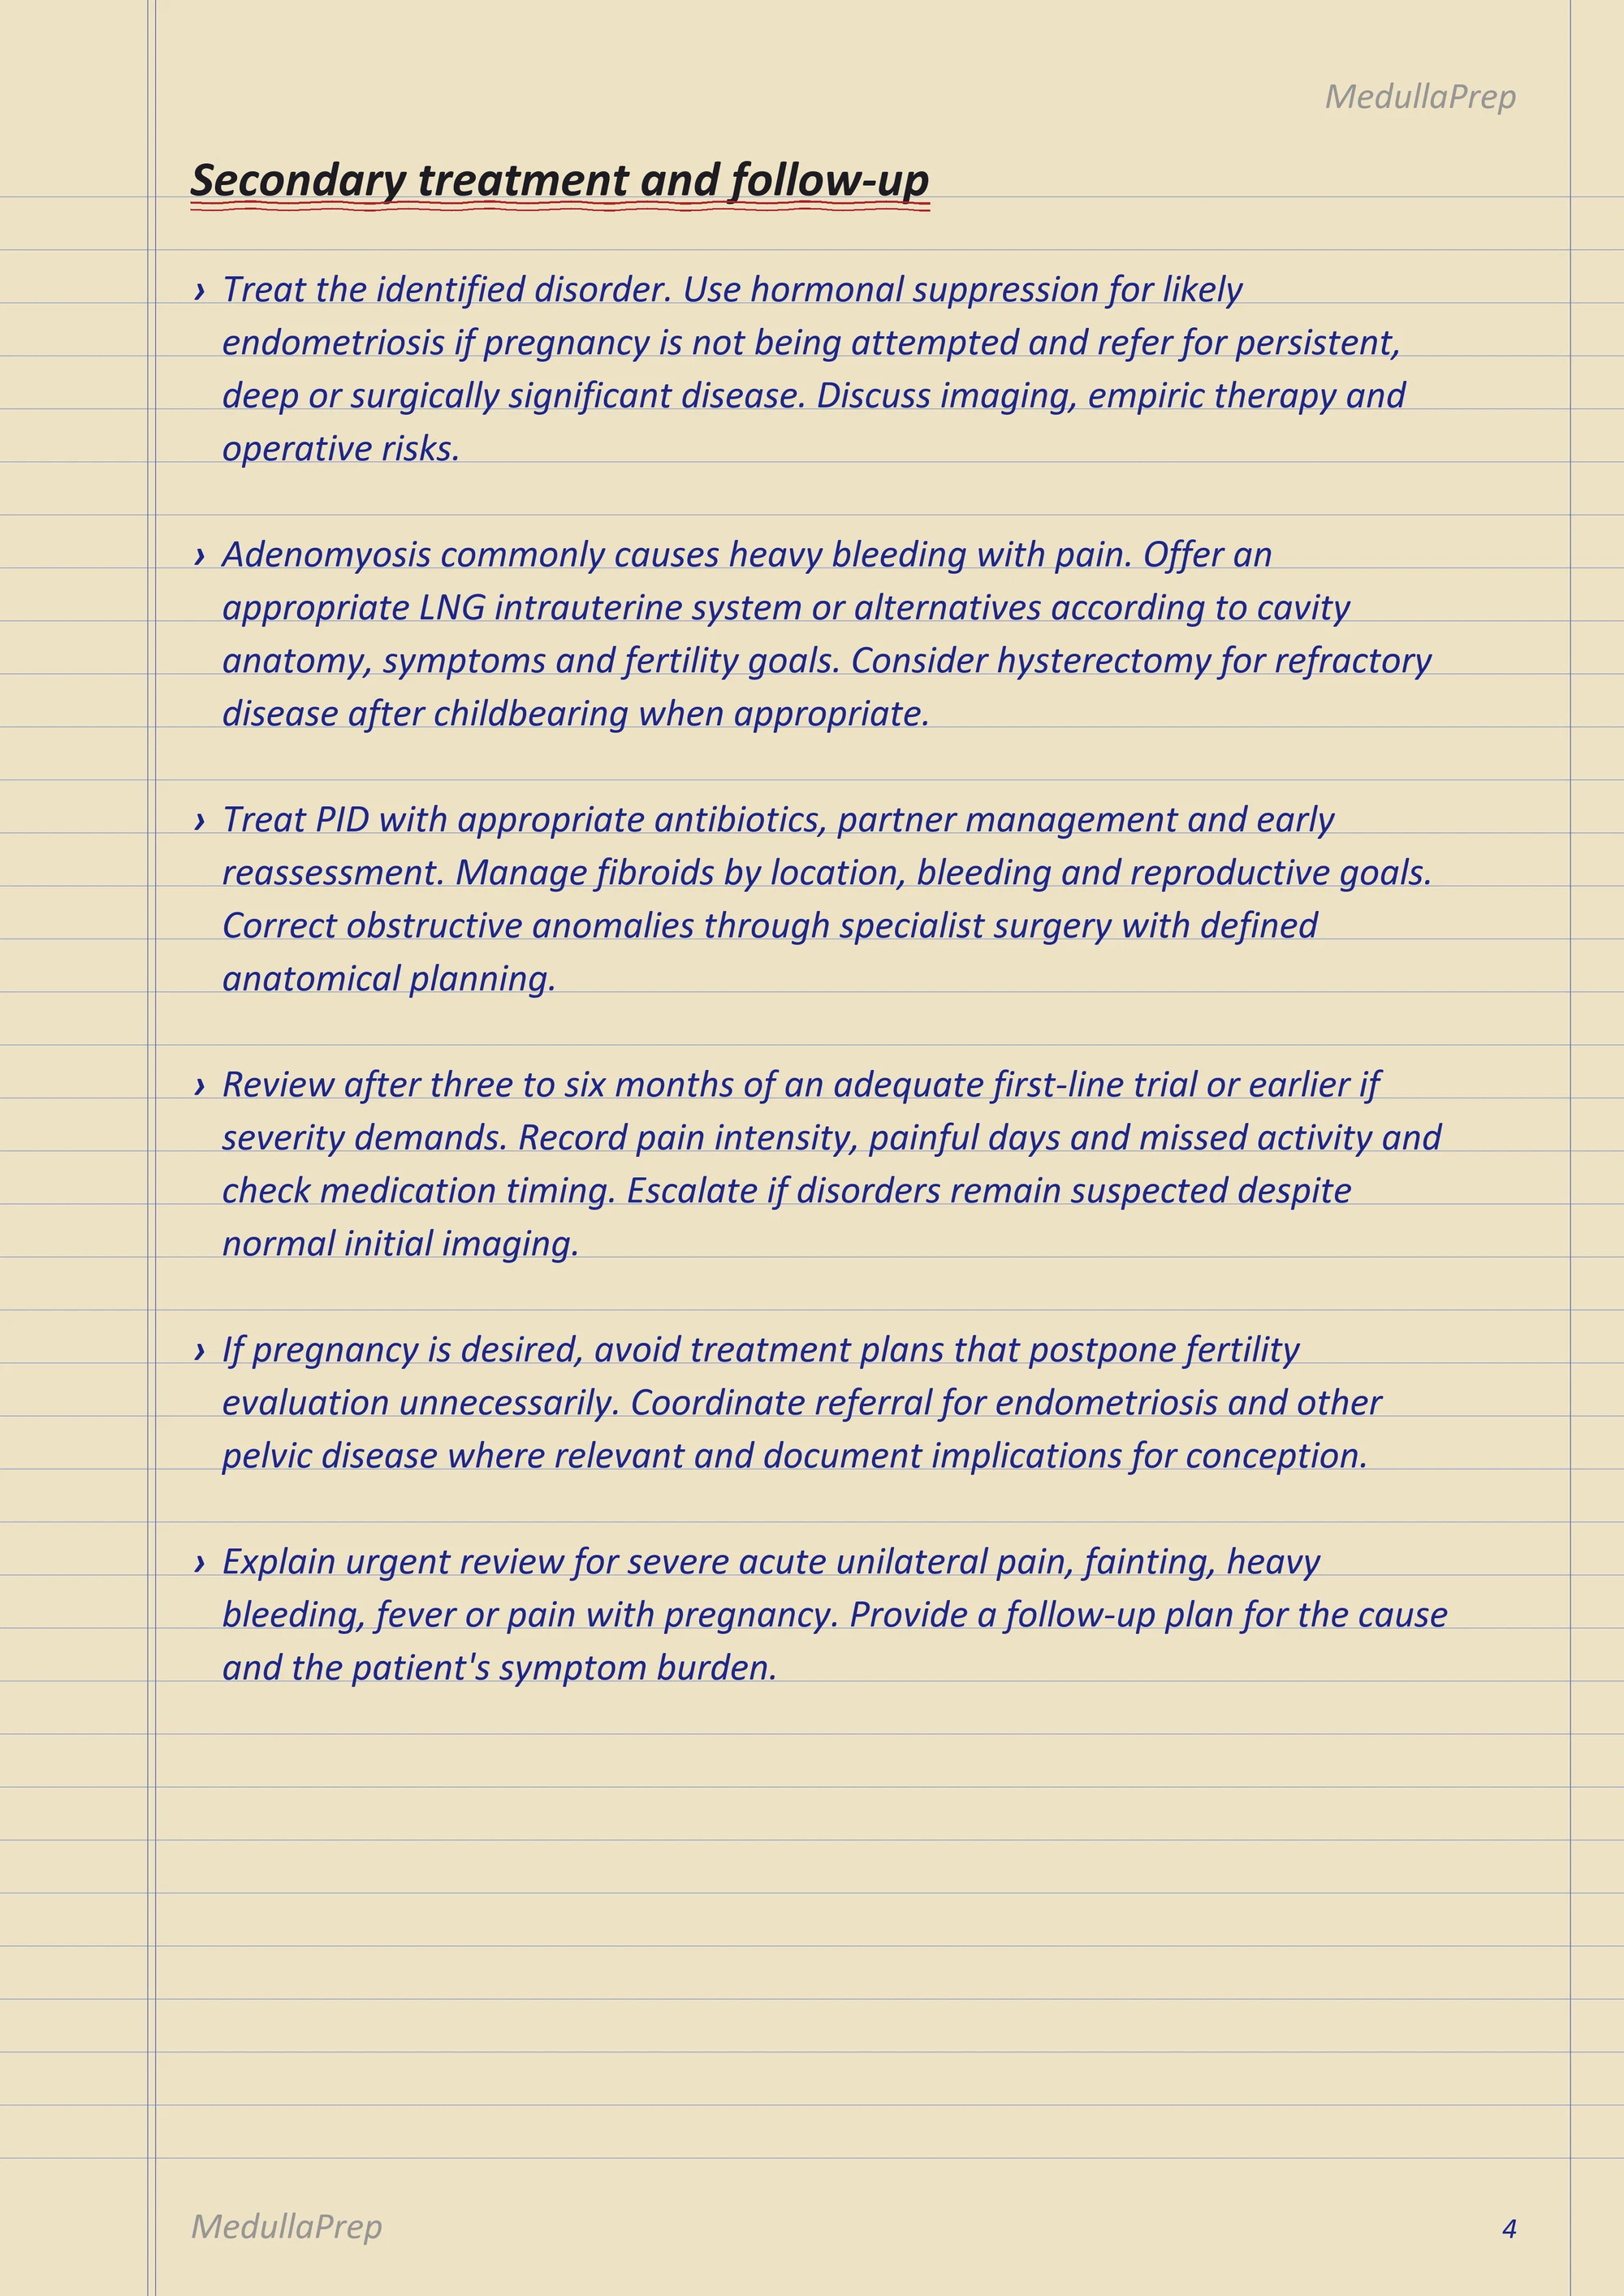 MedullaPrep
Secondary treatment and follow-up
› Treat the identified disorder. Use hormonal suppression for likely
endometriosis if pregnancy is not being attempted and refer for persistent,
deep or surgically significant disease. Discuss imaging, empiric therapy and
operative risks.
› Adenomyosis commonly causes heavy bleeding with pain. Offer an
appropriate LNG intrauterine system or alternatives according to cavity
anatomy, symptoms and fertility goals. Consider hysterectomy for refractory
disease after childbearing when appropriate.
› Treat PID with appropriate antibiotics, partner management and early
reassessment. Manage fibroids by location, bleeding and reproductive goals.
Correct obstructive anomalies through specialist surgery with defined
anatomical planning.
› Review after three to six months of an adequate first-line trial or earlier if
severity demands. Record pain intensity, painful days and missed activity and
check medication timing. Escalate if disorders remain suspected despite
normal initial imaging.
› If pregnancy is desired, avoid treatment plans that postpone fertility
evaluation unnecessarily. Coordinate referral for endometriosis and other
pelvic disease where relevant and document implications for conception.
› Explain urgent review for severe acute unilateral pain, fainting, heavy
bleeding, fever or pain with pregnancy. Provide a follow-up plan for the cause
and the patient's symptom burden.
MedullaPrep
4